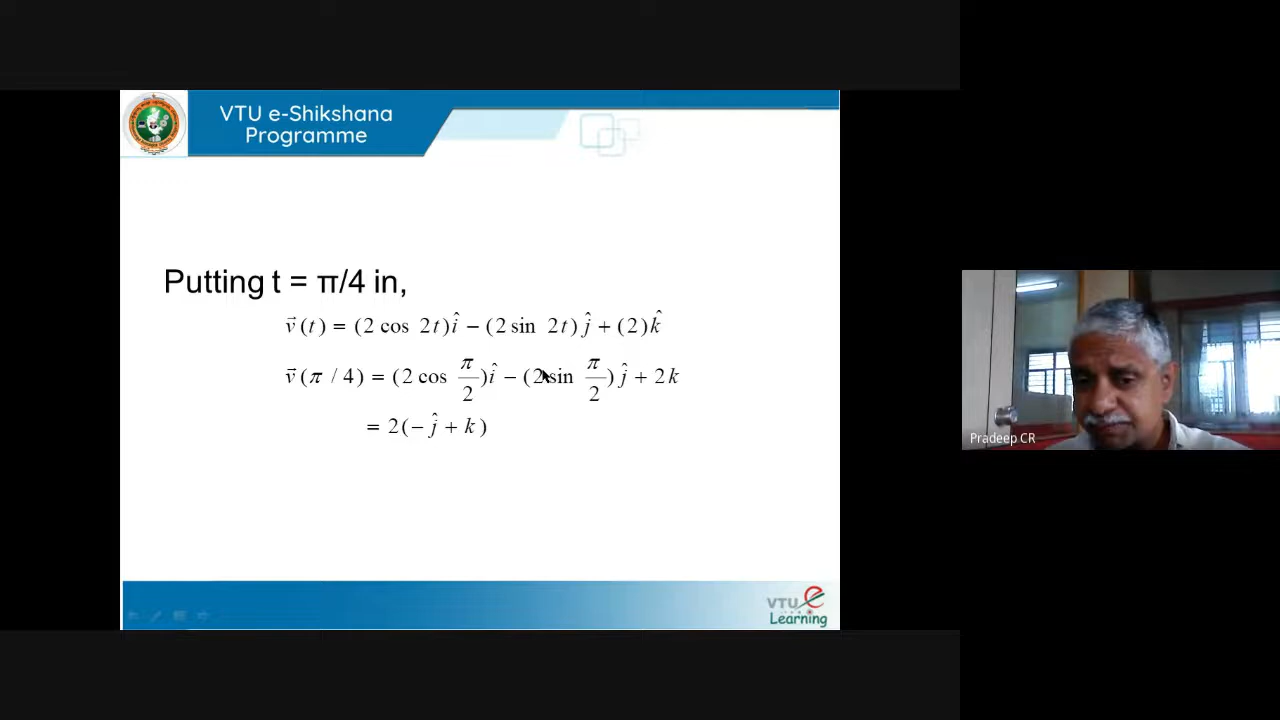 VTU e-Shikshana
Programme
Putting t = π/4 in,
v⃗(t) = (2 cos 2t)î − (2 sin 2t)ĵ + (2)k̂
v⃗(π / 4) = (2 cos π/2)î − (2 sin π/2)ĵ + 2k
= 2(−ĵ + k)
Pradeep CR
VTU e
Learning